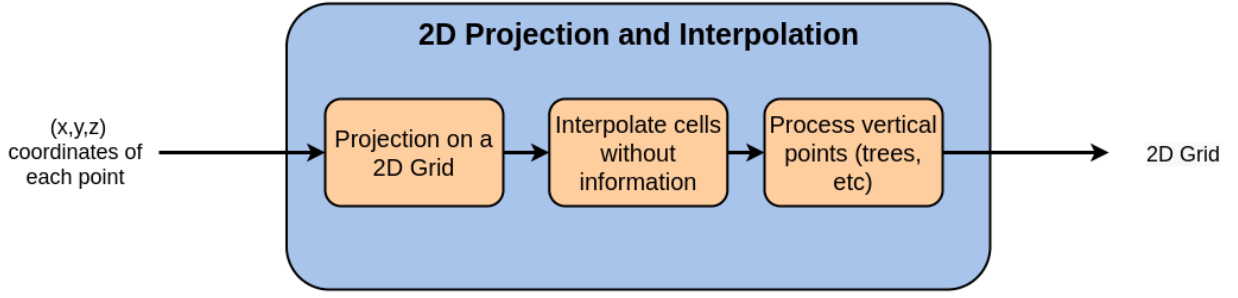 2D Projection and Interpolation
(x,y,z)
coordinates of
each point
Projection on a
2D Grid
Interpolate cells
without
information
Process vertical
points (trees,
etc)
2D Grid